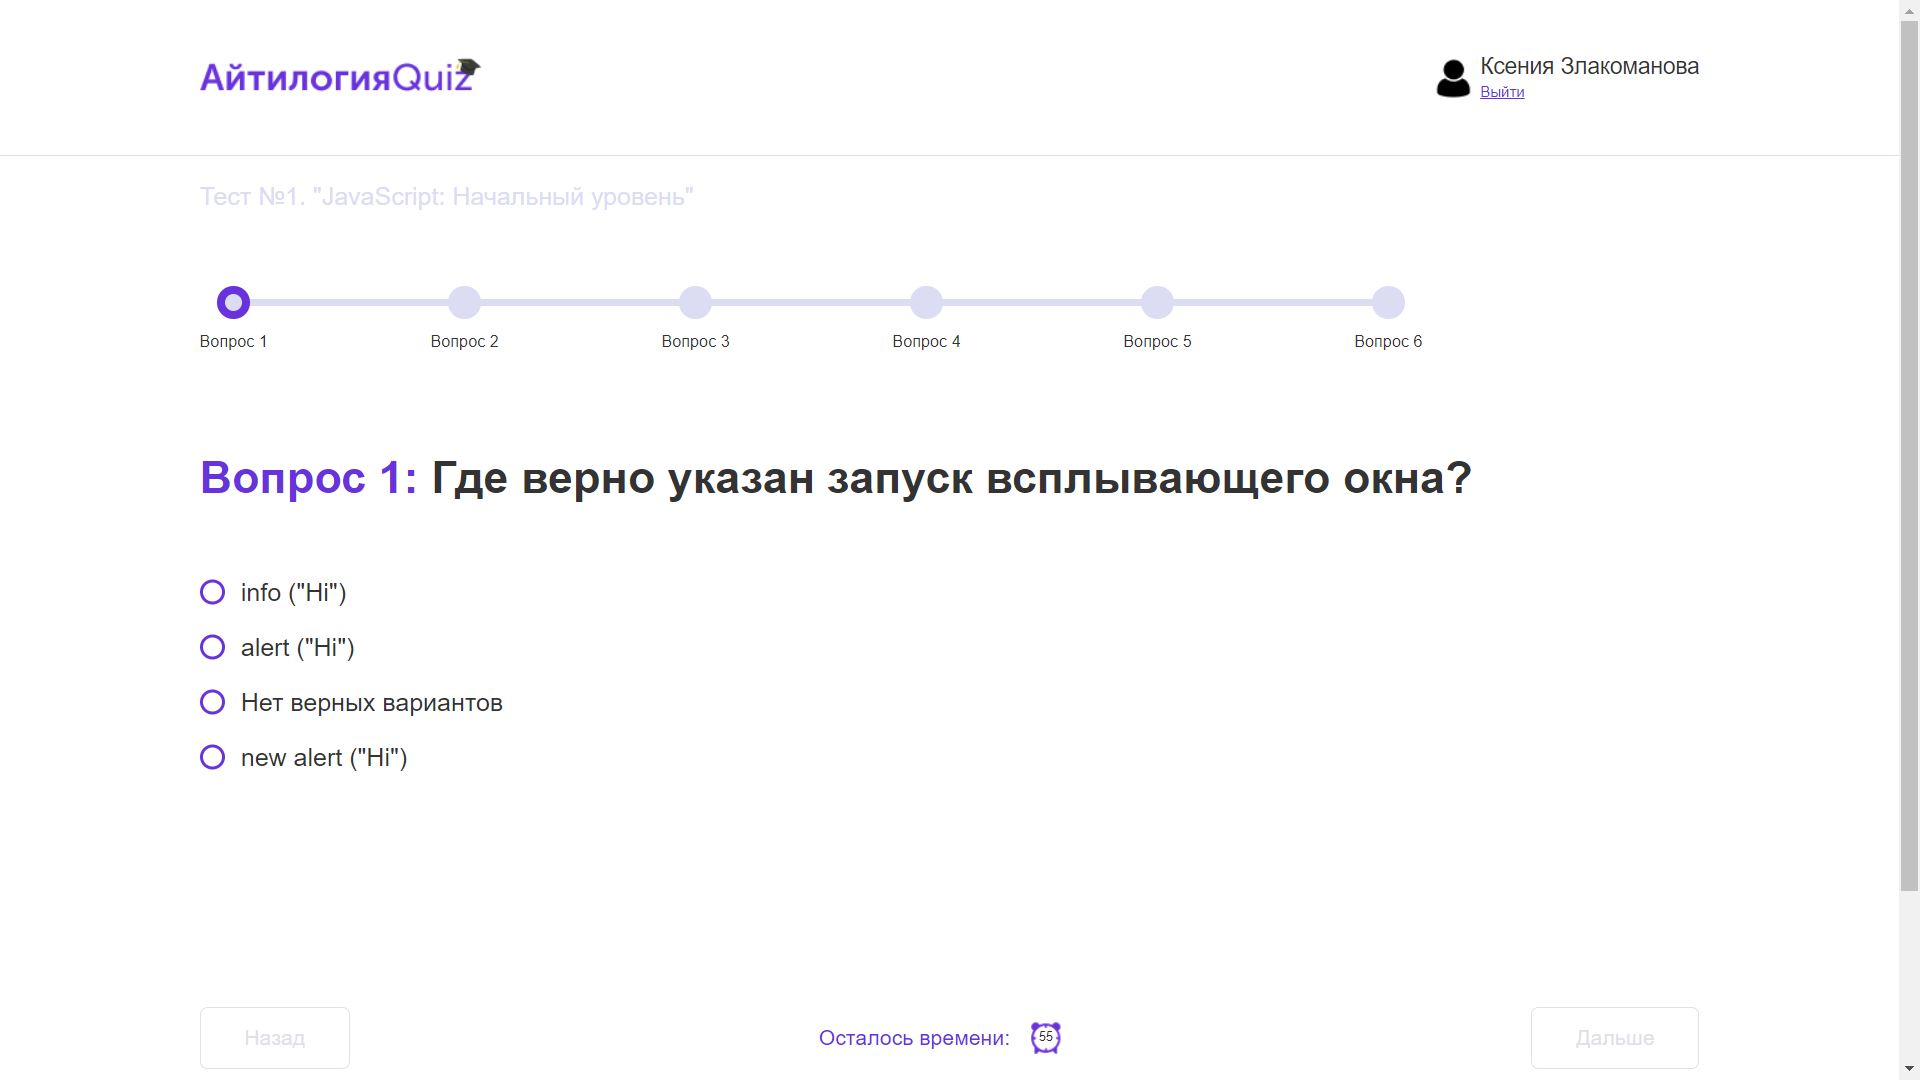 АйтилогияQuiz
Ксения Злакоманова
Выйти
Тест №1. "JavaScript: Начальный уровень"
Вопрос 1
Вопрос 2
Вопрос 3
Вопрос 4
Вопрос 5
Вопрос 6
Вопрос 1: Где верно указан запуск всплывающего окна?
info ("Hi")
alert ("Hi")
Нет верных вариантов
new alert ("Hi")
Назад
Осталось времени: 55
Дальше